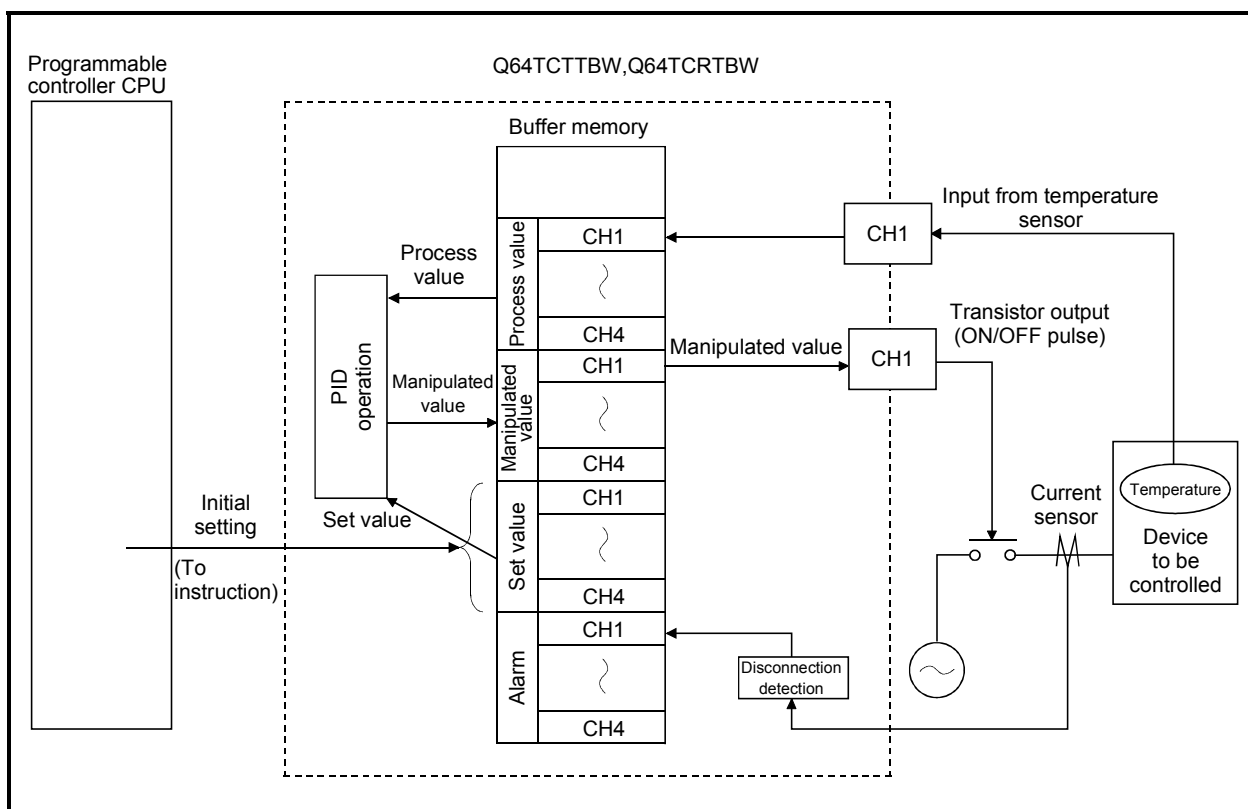 Programmable
controller CPU
Q64TCTTBW,Q64TCRTBW
Buffer memory
Process value
CH1
CH4
Manipulated
value
CH1
CH4
Set value
CH1
CH4
Alarm
CH1
CH4
PID
operation
Process
value
Manipulated
value
Set value
Initial
setting
(To
instruction)
CH1
Input from temperature
sensor
Manipulated value
CH1
Transistor output
(ON/OFF pulse)
Current
sensor
Temperature
Device
to be
controlled
Disconnection
detection